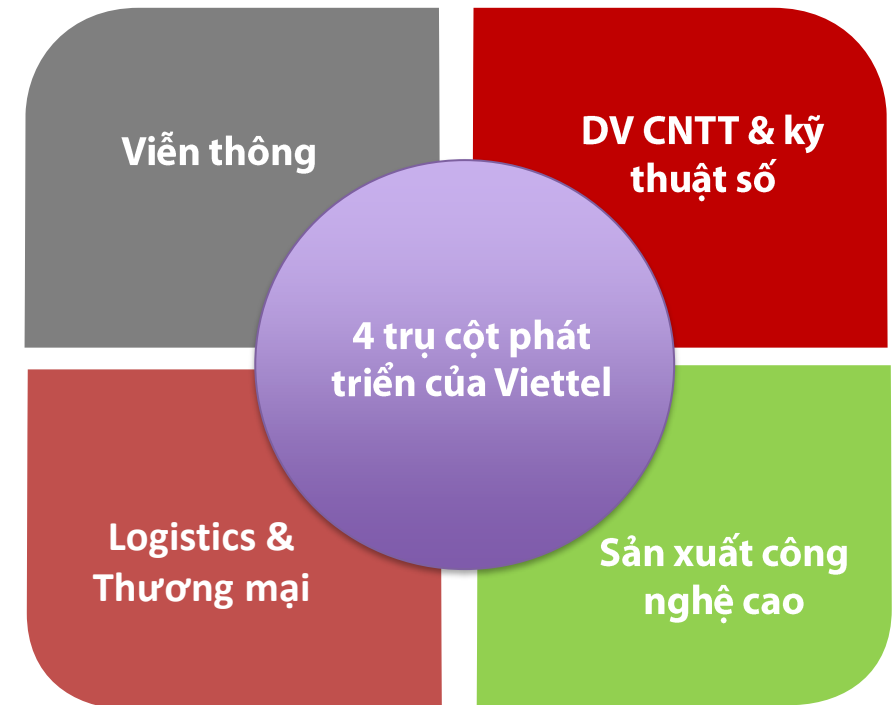 Viễn thông
DV CNTT & kỹ
thuật số
4 trụ cột phát
triển của Viettel
Logistics &
Thương mại
Sản xuất công
nghệ cao